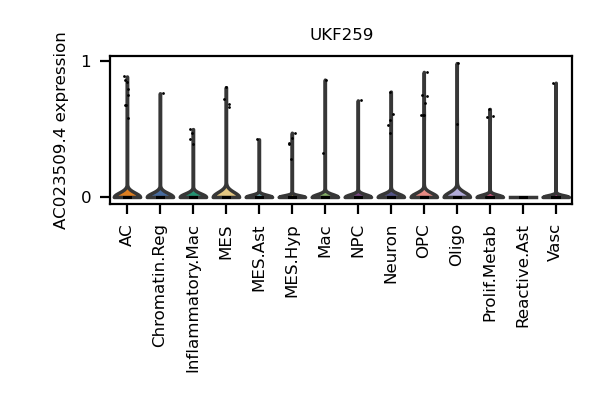 UKF259
AC023509.4 expression
1
0
AC
Chromatin.Reg
Inflammatory.Mac
MES
MES.Ast
MES.Hyp
Mac
NPC
Neuron
OPC
Oligo
Prolif.Metab
Reactive.Ast
Vasc